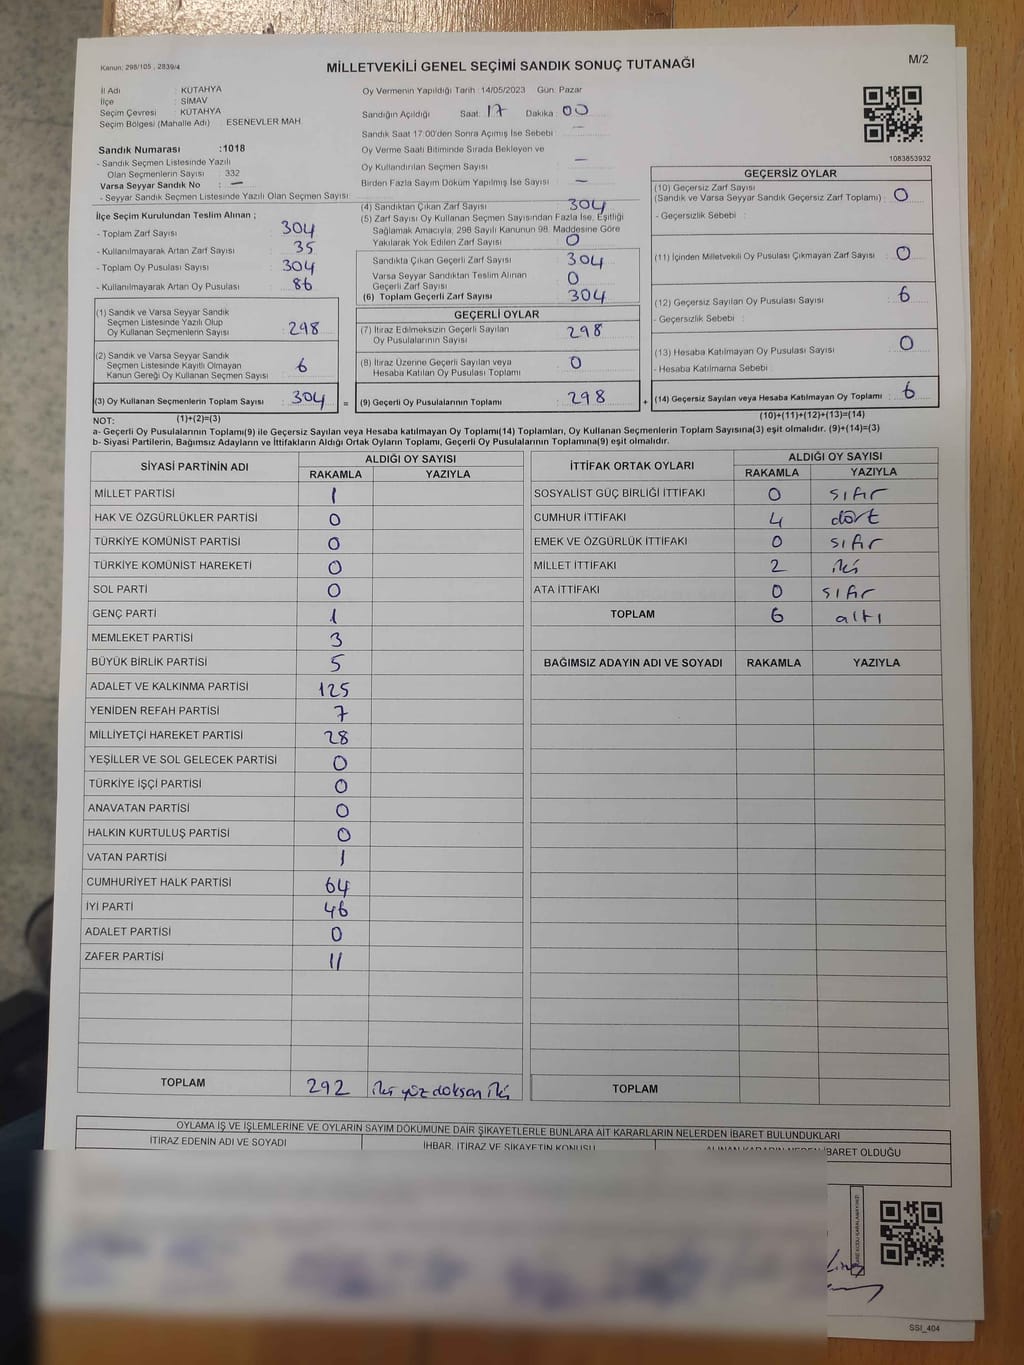 Kanun: 298/105 , 2839/4
MİLLETVEKİLİ GENEL SEÇİMİ SANDIK SONUÇ TUTANAĞI
M/2
İl Adı : KÜTAHYA
İlçe : SİMAV
Seçim Çevresi : KÜTAHYA
Seçim Bölgesi (Mahalle Adı) : ESENEVLER MAH.
Sandık Numarası :1018
- Sandık Seçmen Listesinde Yazılı
Olan Seçmenlerin Sayısı : 332
Varsa Seyyar Sandık No : —
- Seyyar Sandık Seçmen Listesinde Yazılı Olan Seçmen Sayısı:
Oy Vermenin Yapıldığı Tarih : 14/05/2023 Gün: Pazar
Sandığın Açıldığı Saat: 17 Dakika : 00
Sandık Saat 17:00'den Sonra Açımış İse Sebebi : —
Oy Verme Saati Bitiminde Sırada Bekleyen ve
Oy Kullandırılan Seçmen Sayısı : —
Birden Fazla Sayım Döküm Yapılmış İse Sayısı : —
1083853932
İlçe Seçim Kurulundan Teslim Alınan ;
- Toplam Zarf Sayısı : 304
- Kullanılmayarak Artan Zarf Sayısı : 35
- Toplam Oy Pusulası Sayısı : 304
- Kullanılmayarak Artan Oy Pusulası : 86
(1) Sandık ve Varsa Seyyar Sandık
Seçmen Listesinde Yazılı Olup
Oy Kullanan Seçmenlerin Sayısı : 298
(2) Sandık ve Varsa Seyyar Sandık
Seçmen Listesinde Kayıtlı Olmayan
Kanun Gereği Oy Kullanan Seçmen Sayısı : 6
(3) Oy Kullanan Seçmenlerin Toplam Sayısı : 304
(4) Sandıktan Çıkan Zarf Sayısı : 304
(5) Zarf Sayısı Oy Kullanan Seçmen Sayısından Fazla İse, Eşitliği
Sağlamak Amacıyla, 298 Sayılı Kanunun 98. Maddesine Göre
Yakılarak Yok Edilen Zarf Sayısı : 0
Sandıkta Çıkan Geçerli Zarf Sayısı : 304
Varsa Seyyar Sandıktan Teslim Alınan
Geçerli Zarf Sayısı : 0
(6) Toplam Geçerli Zarf Sayısı : 304
GEÇERLİ OYLAR
(7) İtiraz Edilmeksizin Geçerli Sayılan
Oy Pusulalarının Sayısı : 298
(8) İtiraz Üzerine Geçerli Sayılan veya
Hesaba Katılan Oy Pusulası Toplamı : 0
= (9) Geçerli Oy Pusulalarının Toplamı : 298
GEÇERSİZ OYLAR
(10) Geçersiz Zarf Sayısı
(Sandık ve Varsa Seyyar Sandık Geçersiz Zarf Toplamı) : 0
- Geçersizlik Sebebi :
(11) İçinden Milletvekili Oy Pusulası Çıkmayan Zarf Sayısı : 0
(12) Geçersiz Sayılan Oy Pusulası Sayısı : 6
- Geçersizlik Sebebi :
(13) Hesaba Katılmayan Oy Pusulası Sayısı : 0
- Hesaba Katılmama Sebebi :
+ (14) Geçersiz Sayılan veya Hesaba Katılmayan Oy Toplamı : 6
NOT: (1)+(2)=(3)
(10)+(11)+(12)+(13)=(14)
a- Geçerli Oy Pusulalarının Toplamı(9) ile Geçersiz Sayılan veya Hesaba katılmayan Oy Toplamı(14) Toplamları, Oy Kullanan Seçmenlerin Toplam Sayısına(3) eşit olmalıdır. (9)+(14)=(3)
b- Siyasi Partilerin, Bağımsız Adayların ve İttifakların Aldığı Ortak Oyların Toplamı, Geçerli Oy Pusulalarının Toplamına(9) eşit olmalıdır.
SİYASİ PARTİNİN ADI ALDIĞI OY SAYISI
RAKAMLA YAZIYLA
MİLLET PARTİSİ 1
HAK VE ÖZGÜRLÜKLER PARTİSİ 0
TÜRKİYE KOMÜNİST PARTİSİ 0
TÜRKİYE KOMÜNİST HAREKETİ 0
SOL PARTİ 0
GENÇ PARTİ 1
MEMLEKET PARTİSİ 3
BÜYÜK BİRLİK PARTİSİ 5
ADALET VE KALKINMA PARTİSİ 125
YENİDEN REFAH PARTİSİ 7
MİLLİYETÇİ HAREKET PARTİSİ 28
YEŞİLLER VE SOL GELECEK PARTİSİ 0
TÜRKİYE İŞÇİ PARTİSİ 0
ANAVATAN PARTİSİ 0
HALKIN KURTULUŞ PARTİSİ 0
VATAN PARTİSİ 1
CUMHURİYET HALK PARTİSİ 64
İYİ PARTİ 46
ADALET PARTİSİ 0
ZAFER PARTİSİ 11
TOPLAM 292 iki yüz doksan iki
İTTİFAK ORTAK OYLARI ALDIĞI OY SAYISI
RAKAMLA YAZIYLA
SOSYALİST GÜÇ BİRLİĞİ İTTİFAKI 0 sıfır
CUMHUR İTTİFAKI 4 dört
EMEK VE ÖZGÜRLÜK İTTİFAKI 0 sıfır
MİLLET İTTİFAKI 2 iki
ATA İTTİFAKI 0 sıfır
TOPLAM 6 altı
BAĞIMSIZ ADAYIN ADI VE SOYADI RAKAMLA YAZIYLA
TOPLAM
OYLAMA İŞ VE İŞLEMLERİNE VE OYLARIN SAYIM DÖKÜMÜNE DAİR ŞİKAYETLERLE BUNLARA AİT KARARLARIN NELERDEN İBARET BULUNDUKLARI
İTİRAZ EDENİN ADI VE SOYADI
İHBAR, İTİRAZ VE ŞİKAYETİN KONUSU
ALINAN KARARIN NEDEN İBARET OLDUĞU
SSİ_404